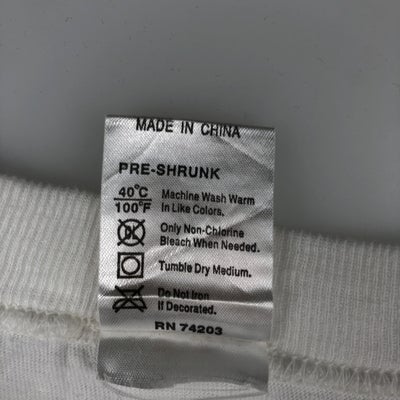 MADE IN CHINA
PRE-SHRUNK
40°C
100°F
Machine Wash Warm
In Like Colors.
Only Non-Chlorine
Bleach When Needed.
Tumble Dry Medium.
Do Not Iron
If Decorated.
RN 74203